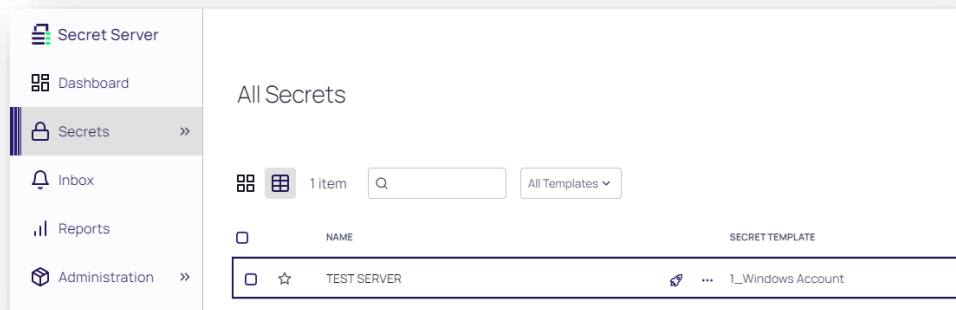 Secret Server
Dashboard
All Secrets
Secrets
Inbox
1 item
All Templates
Reports
NAME
SECRET TEMPLATE
Administration
TEST SERVER
1_Windows Account